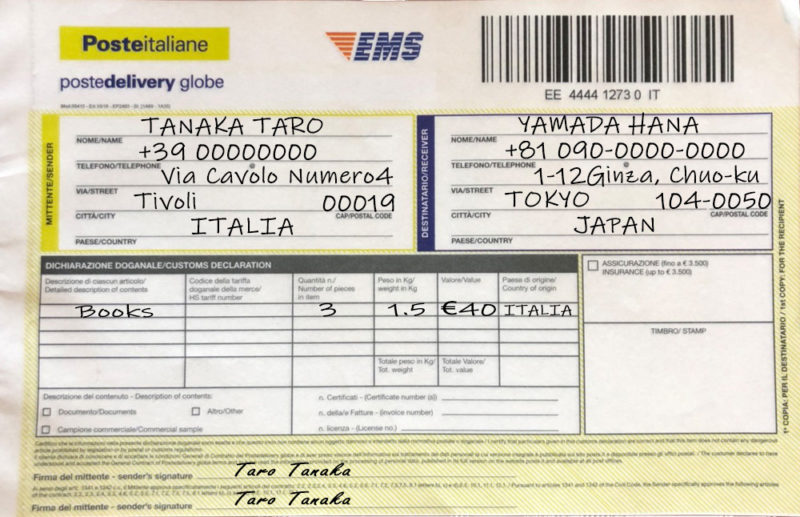 Posteitaliane
EMS
postedelivery globe
EE 4444 1273 0 IT
MITTENTE/SENDER
TANAKA TARO
NOME/NAME
+39 00000000
TELEFONO/TELEPHONE
Via Cavolo Numero4
VIA/STREET
Tivoli 00019
CITTÀ/CITY CAP/POSTAL CODE
ITALIA
PAESE/COUNTRY
DESTINATARIO/RECEIVER
YAMADA HANA
NOME/NAME
+81 090-0000-0000
TELEFONO/TELEPHONE
1-12Ginza, Chuo-ku
VIA/STREET
TOKYO 104-0050
CITTÀ/CITY CAP/POSTAL CODE
JAPAN
PAESE/COUNTRY
DICHIARAZIONE DOGANALE/CUSTOMS DECLARATION
Descrizione di ciascun articolo/
Detailed description of contents
Codice della tariffa
doganale della merce/
HS tariff number
Quantità n./
Number of pieces
in item
Peso in Kg/
weight in Kg
Valore/Value
Paese di origine/
Country of origin
Books 3 1.5 €40 ITALIA
Totale peso in Kg/
Tot. weight
Totale Valore/
Tot. value
Descrizione del contenuto - Description of contents:
Documento/Documents
Altro/Other
Campione commerciale/Commercial sample
n. Certificati - (Certificate number (s))
n. della/e Fatture - (invoice number)
n. licenza - (License no.)
ASSICURAZIONE (fino a € 3.500)
INSURANCE (up to € 3.500)
TIMBRO/ STAMP
1ª COPIA: PER IL DESTINATARIO / 1st COPY: FOR THE RECIPIENT
Firma del mittente - sender's signature Taro Tanaka
Firma del mittente - sender's signature Taro Tanaka